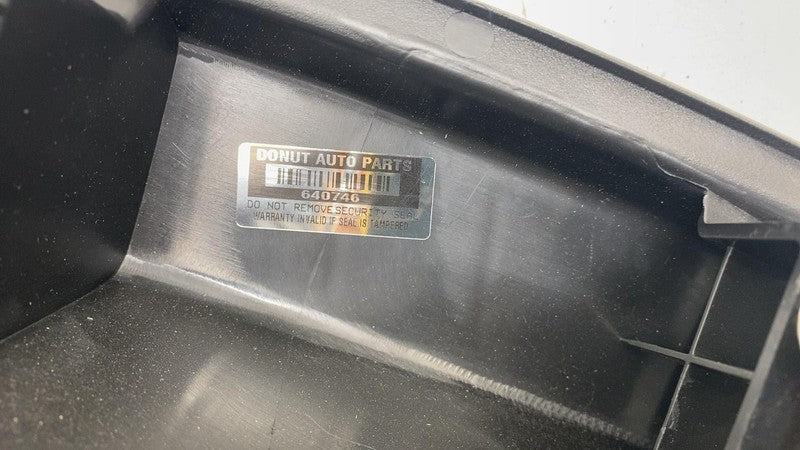 DONUT AUTO PARTS
640746
DO NOT REMOVE SECURITY SEAL
WARRANTY INVALID IF SEAL IS TAMPERED